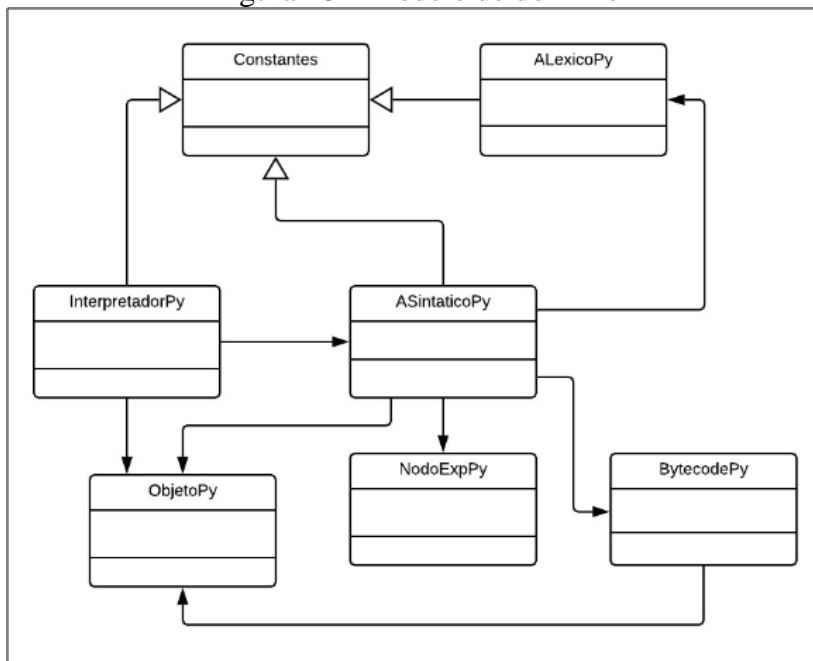 Constantes
ALexicoPy
InterpretadorPy
ASintaticoPy
ObjetoPy
NodoExpPy
BytecodePy